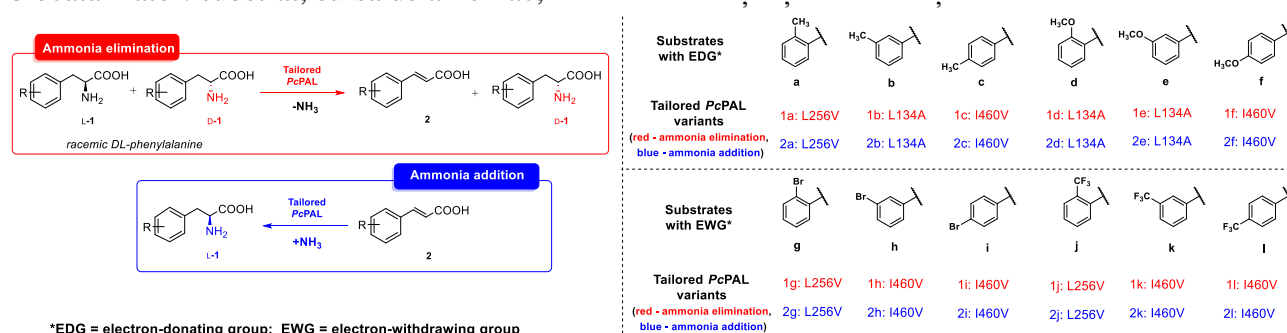 Ammonia elimination
COOH
NH2
R
L-1
+
COOH
NH2
R
D-1
Tailored
PcPAL
-NH3
COOH
R
2
+
COOH
NH2
R
D-1
racemic DL-phenylalanine
Ammonia addition
COOH
NH2
R
L-1
Tailored
PcPAL
+NH3
COOH
R
2
*EDG = electron-donating group; EWG = electron-withdrawing group
Substrates
with EDG*
CH3
H3C
CH3
OCH3
H3CO
H3CO
a b c d e f
Tailored PcPAL
variants
(red - ammonia elimination,
blue - ammonia addition)
1a: L256V 1b: L134A 1c: I460V 1d: L134A 1e: L134A 1f: I460V
2a: L256V 2b: L134A 2c: I460V 2d: L134A 2e: L134A 2f: I460V
Substrates
with EWG*
Br
Br
Br
CF3
F3C
F3C
g h i j k l
Tailored PcPAL
variants
(red - ammonia elimination,
blue - ammonia addition)
1g: L256V 1h: I460V 1i: I460V 1j: L256V 1k: I460V 1l: I460V
2g: L256V 2h: I460V 2i: I460V 2j: L256V 2k: I460V 2l: I460V